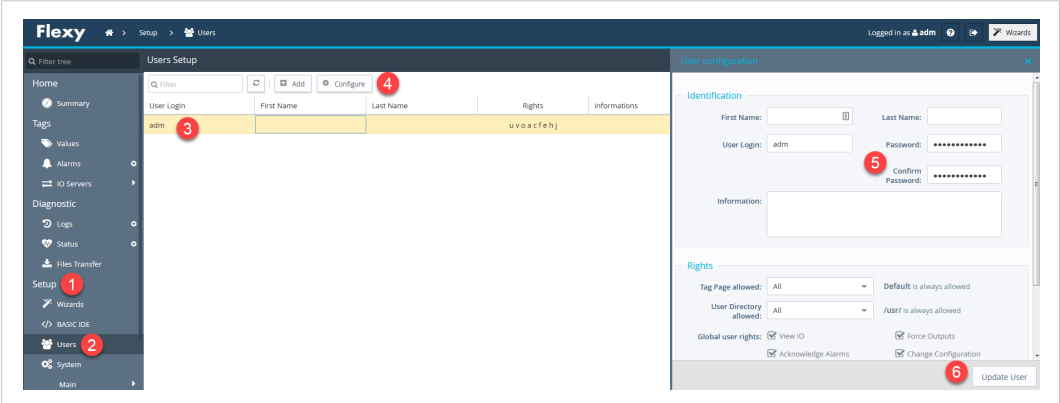 Flexy
Setup
Users
Logged in as adm
Wizards
Filter tree
Home
Summary
Tags
Values
Alarms
IO Servers
Diagnostic
Logs
Status
Files Transfer
Setup 1
Wizards
</> BASIC IDE
Users 2
System
Main
Users Setup
Filter
Add
Configure 4
User Login First Name Last Name Rights informations
adm 3 u v o a c f e h j
User configuration
Identification
First Name: Last Name:
User Login: adm Password: ••••••••••••
5 Confirm
Password: ••••••••••••
Information:
Rights
Tag Page allowed: All Default is always allowed
User Directory
allowed: All /usr/ is always allowed
Global user rights: View IO Force Outputs
Acknowledge Alarms Change Configuration
6 Update User